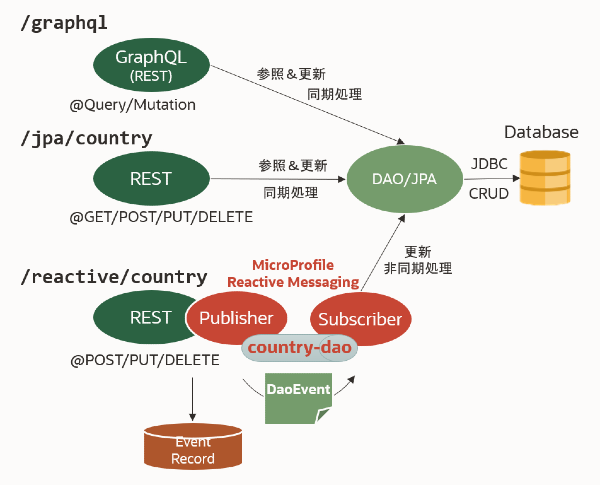 /graphql
GraphQL
(REST)
@Query/Mutation
参照＆更新
同期処理
/jpa/country
REST
@GET/POST/PUT/DELETE
参照＆更新
同期処理
DAO/JPA
JDBC
CRUD
Database
更新
非同期処理
/reactive/country
MicroProfile
Reactive Messaging
REST
Publisher
Subscriber
country-dao
@POST/PUT/DELETE
DaoEvent
Event
Record